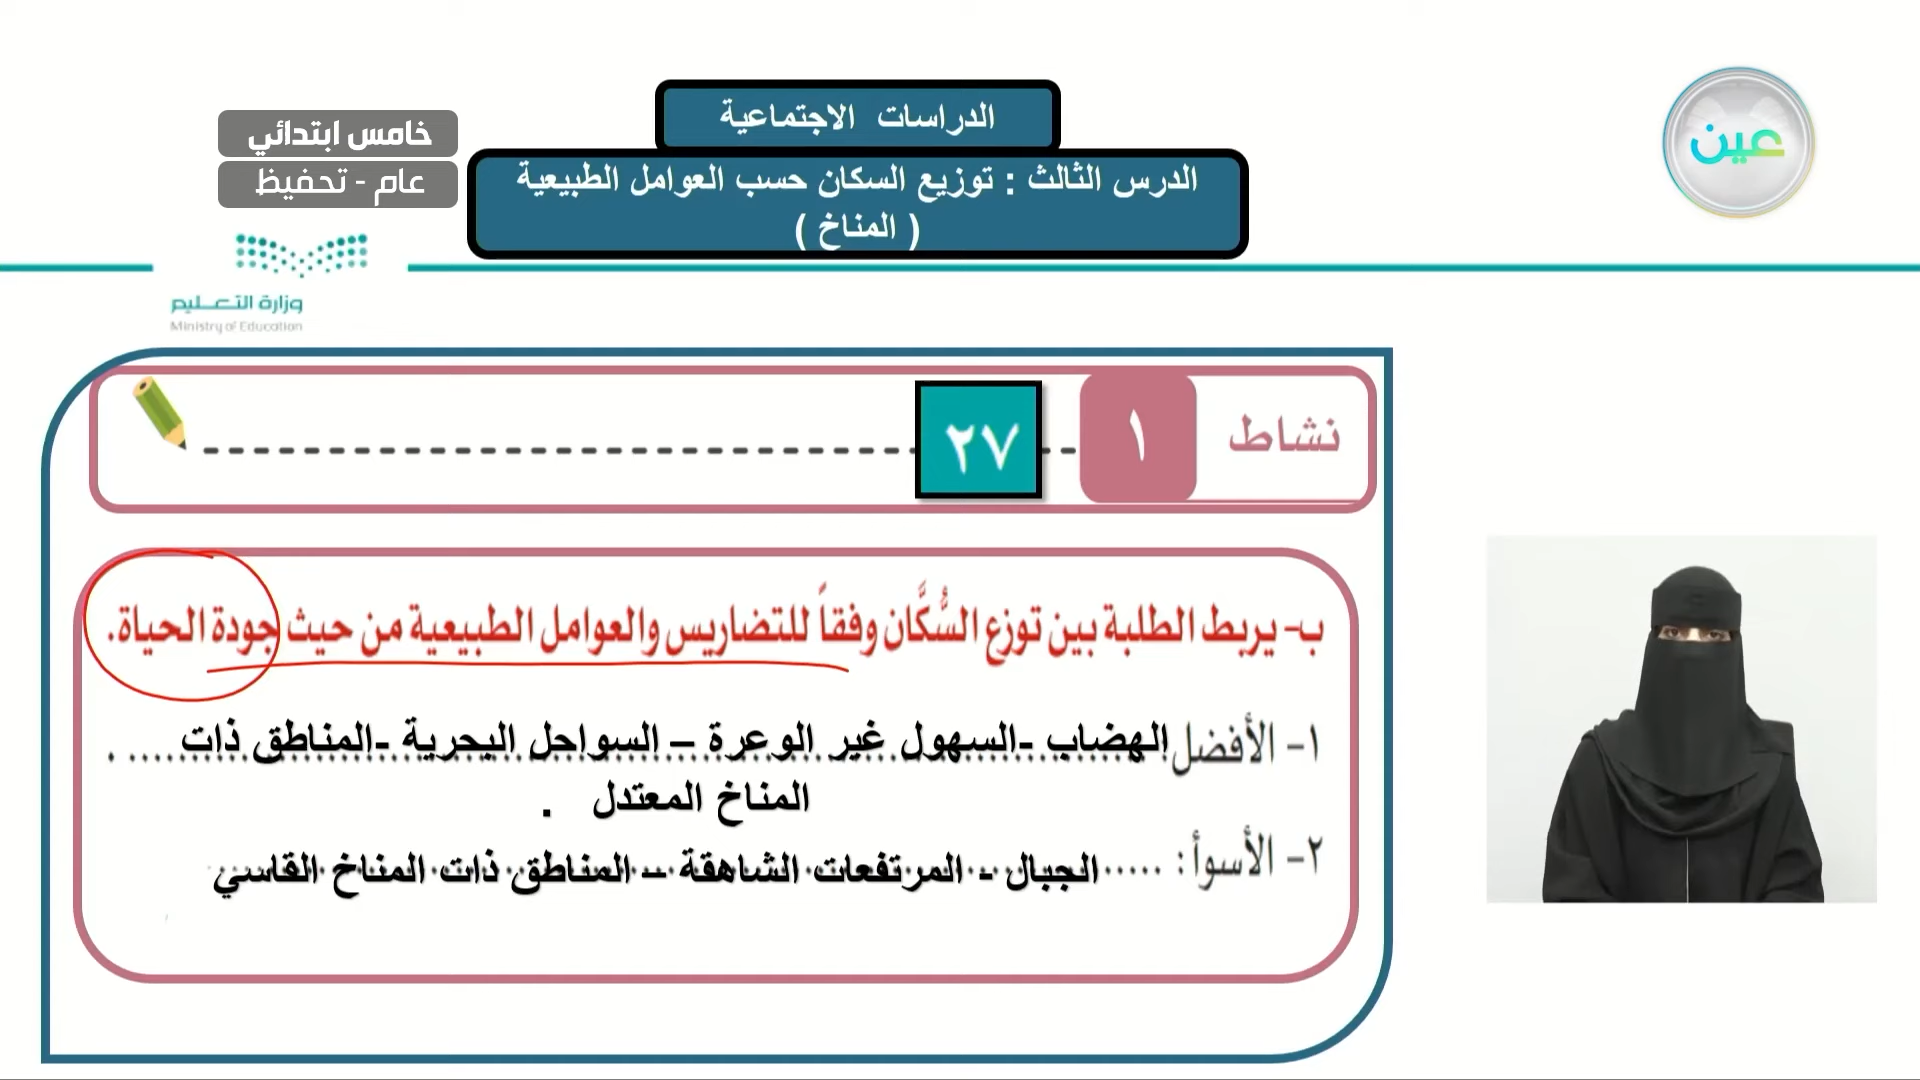 الدراسات الاجتماعية
عين
خامس ابتدائي
عام - تحفيظ
الدرس الثالث : توزيع السكان حسب العوامل الطبيعية
( المناخ )
وزارة التعليم
Ministry of Education
نشاط ١ ٢٧
ب- يربط الطلبة بين توزع السُّكَّان وفقاً للتضاريس والعوامل الطبيعية من حيث جودة الحياة.
١- الأفضل الهضاب -السهول غير الوعرة – السواحل البحرية -المناطق ذات
المناخ المعتدل .
٢- الأسوأ: الجبال - المرتفعات الشاهقة – المناطق ذات المناخ القاسي